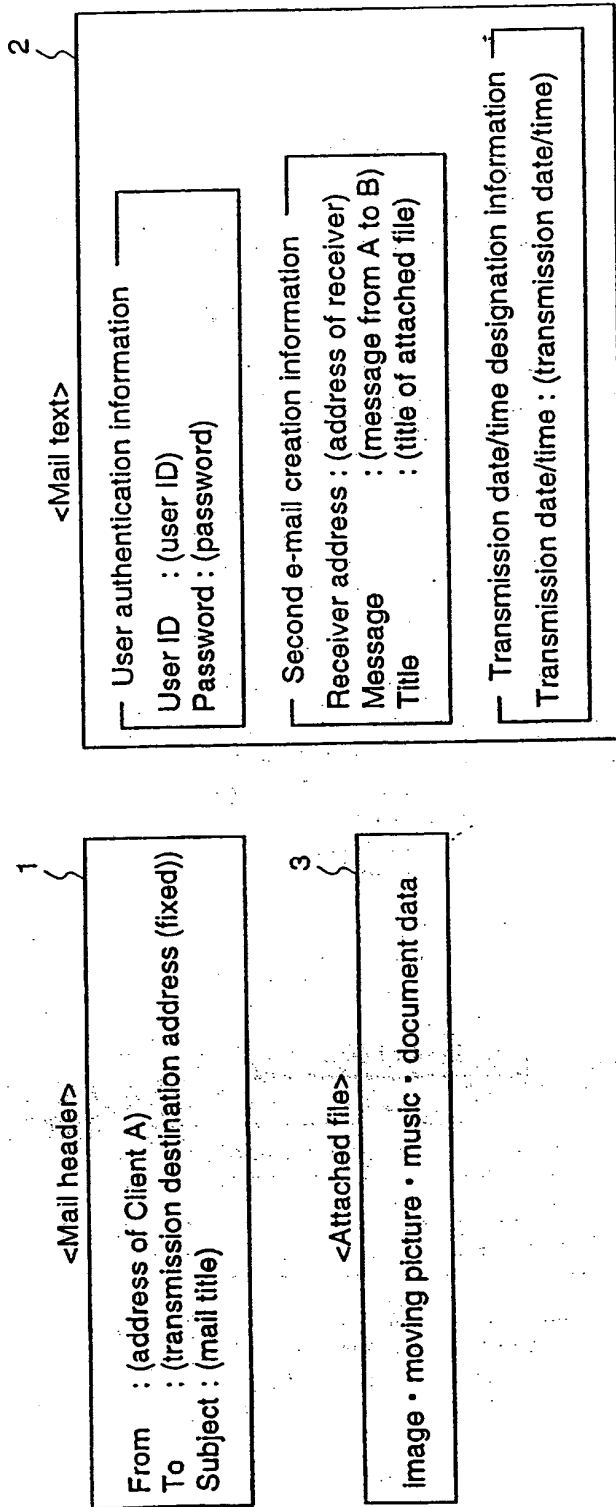 <Mail header>
1
From : (address of Client A)
To : (transmission destination address (fixed))
Subject : (mail title)
<Attached file>
3
image・moving picture・music・document data
<Mail text>
2
User authentication information
User ID : (user ID)
Password : (password)
Second e-mail creation information
Receiver address : (address of receiver)
Message : (message from A to B)
Title : (title of attached file)
Transmission date/time designation information
Transmission date/time : (transmission date/time)